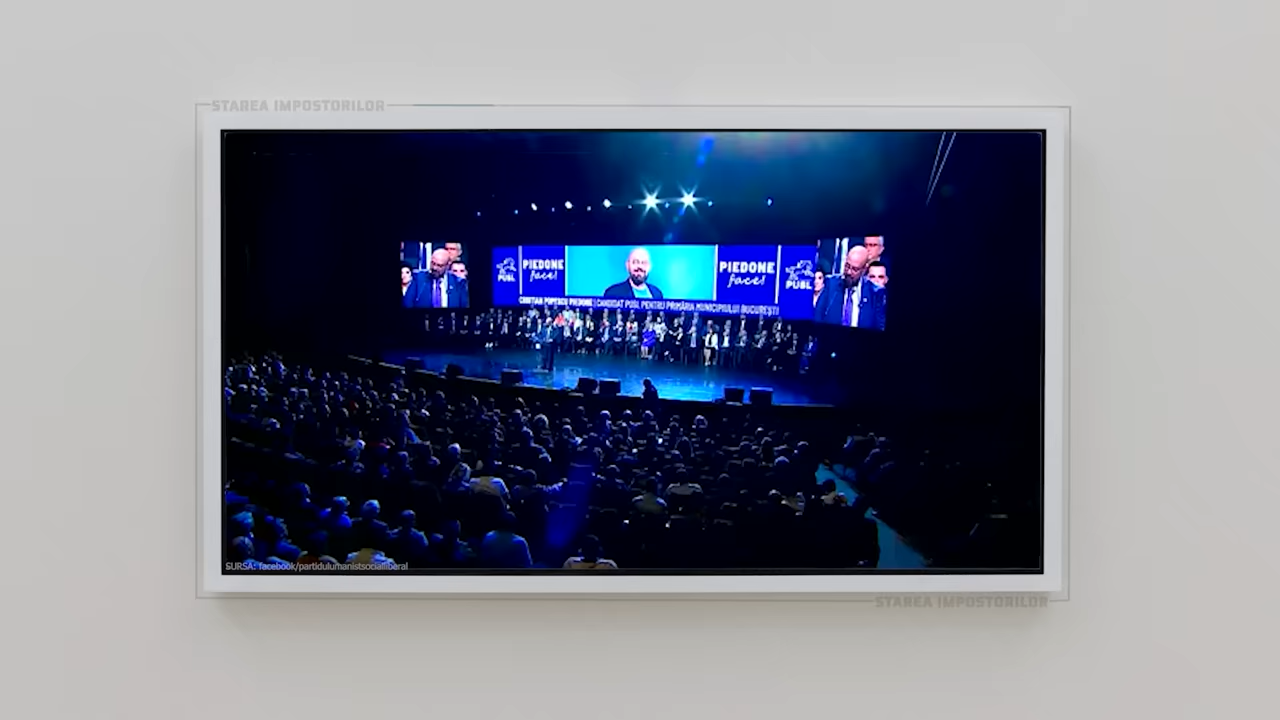 STAREA IMPOSTORILOR
PUSL
PIEDONE
face!
PIEDONE
face!
PUSL
CRISTIAN POPESCU PIEDONE | CANDIDAT PUSL PENTRU PRIMĂRIA MUNICIPIULUI BUCUREȘTI
SURSA: facebook/partidulumanistsocialliberal
STAREA IMPOSTORILOR